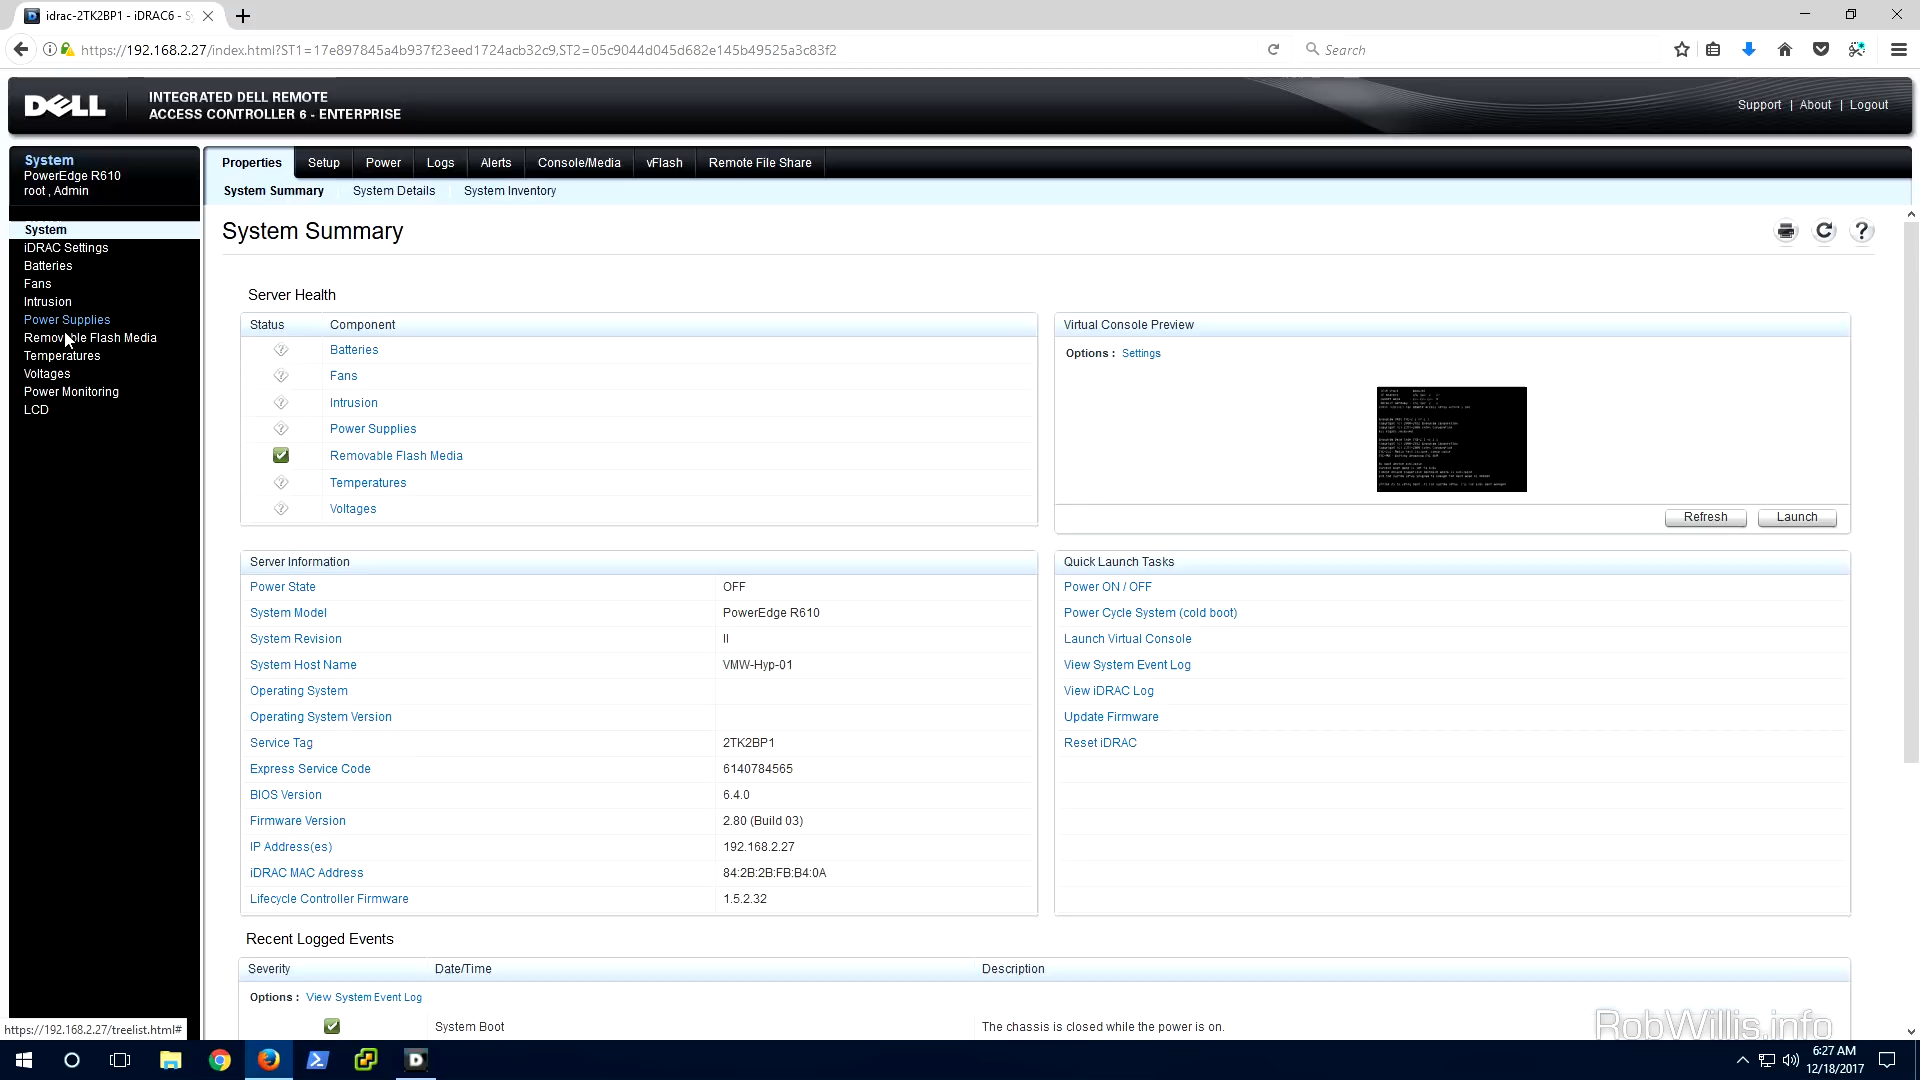 idrac-2TK2BP1 - iDRAC6 - S
https://192.168.2.27/index.html?ST1=17e897845a4b937f23eed1724acb32c9,ST2=05c9044d045d682e145b49525a3c83f2
Search
DELL
INTEGRATED DELL REMOTE
ACCESS CONTROLLER 6 - ENTERPRISE
Support | About | Logout
System
PowerEdge R610
root , Admin
Properties Setup Power Logs Alerts Console/Media vFlash Remote File Share
System Summary System Details System Inventory
System
iDRAC Settings
Batteries
Fans
Intrusion
Power Supplies
Removable Flash Media
Temperatures
Voltages
Power Monitoring
LCD
System Summary
Server Health
Status Component
Batteries
Fans
Intrusion
Power Supplies
Removable Flash Media
Temperatures
Voltages
Virtual Console Preview
Options : Settings
Refresh Launch
Server Information
Power State OFF
System Model PowerEdge R610
System Revision II
System Host Name VMW-Hyp-01
Operating System
Operating System Version
Service Tag 2TK2BP1
Express Service Code 6140784565
BIOS Version 6.4.0
Firmware Version 2.80 (Build 03)
IP Address(es) 192.168.2.27
iDRAC MAC Address 84:2B:2B:FB:B4:0A
Lifecycle Controller Firmware 1.5.2.32
Quick Launch Tasks
Power ON / OFF
Power Cycle System (cold boot)
Launch Virtual Console
View System Event Log
View iDRAC Log
Update Firmware
Reset iDRAC
Recent Logged Events
Severity Date/Time Description
Options : View System Event Log
System Boot The chassis is closed while the power is on.
https://192.168.2.27/treelist.html#
RobWillis.info
6:27 AM
12/18/2017